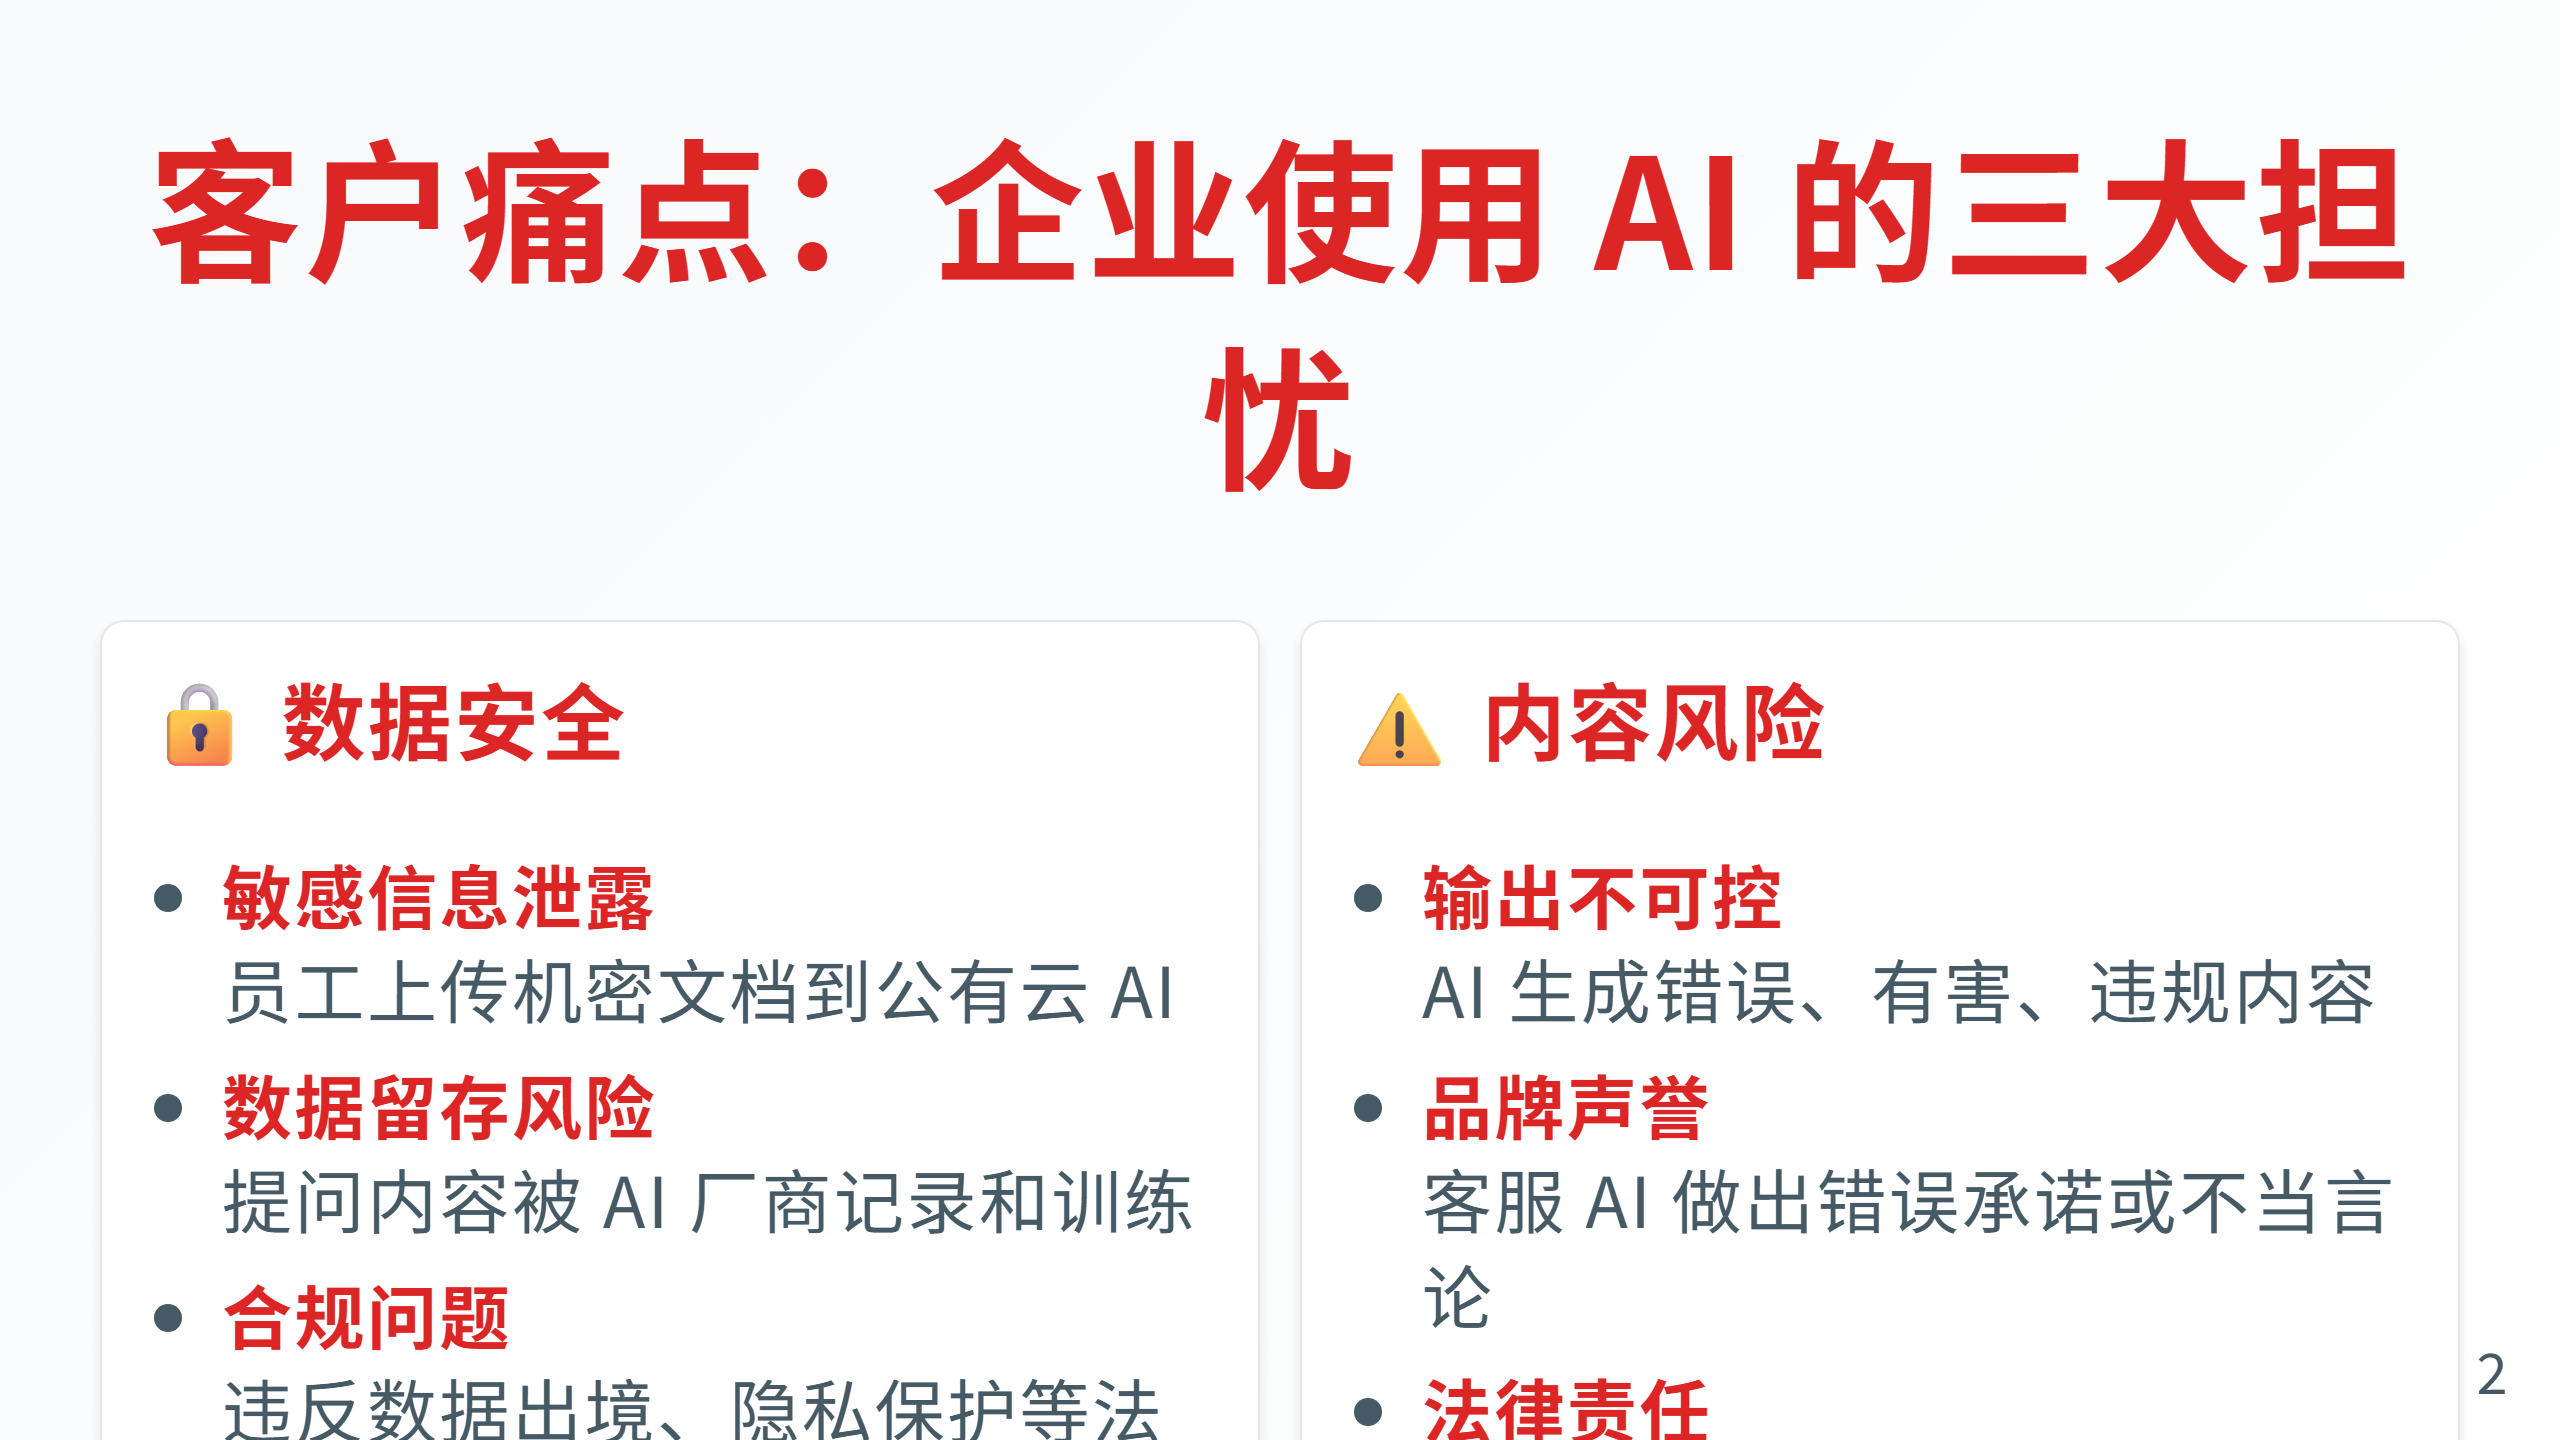 客户痛点：企业使用 AI 的三大担
忧
数据安全
敏感信息泄露
员工上传机密文档到公有云 AI
数据留存风险
提问内容被 AI 厂商记录和训练
合规问题
违反数据出境、隐私保护等法
内容风险
输出不可控
AI 生成错误、有害、违规内容
品牌声誉
客服 AI 做出错误承诺或不当言
论
法律责任
2